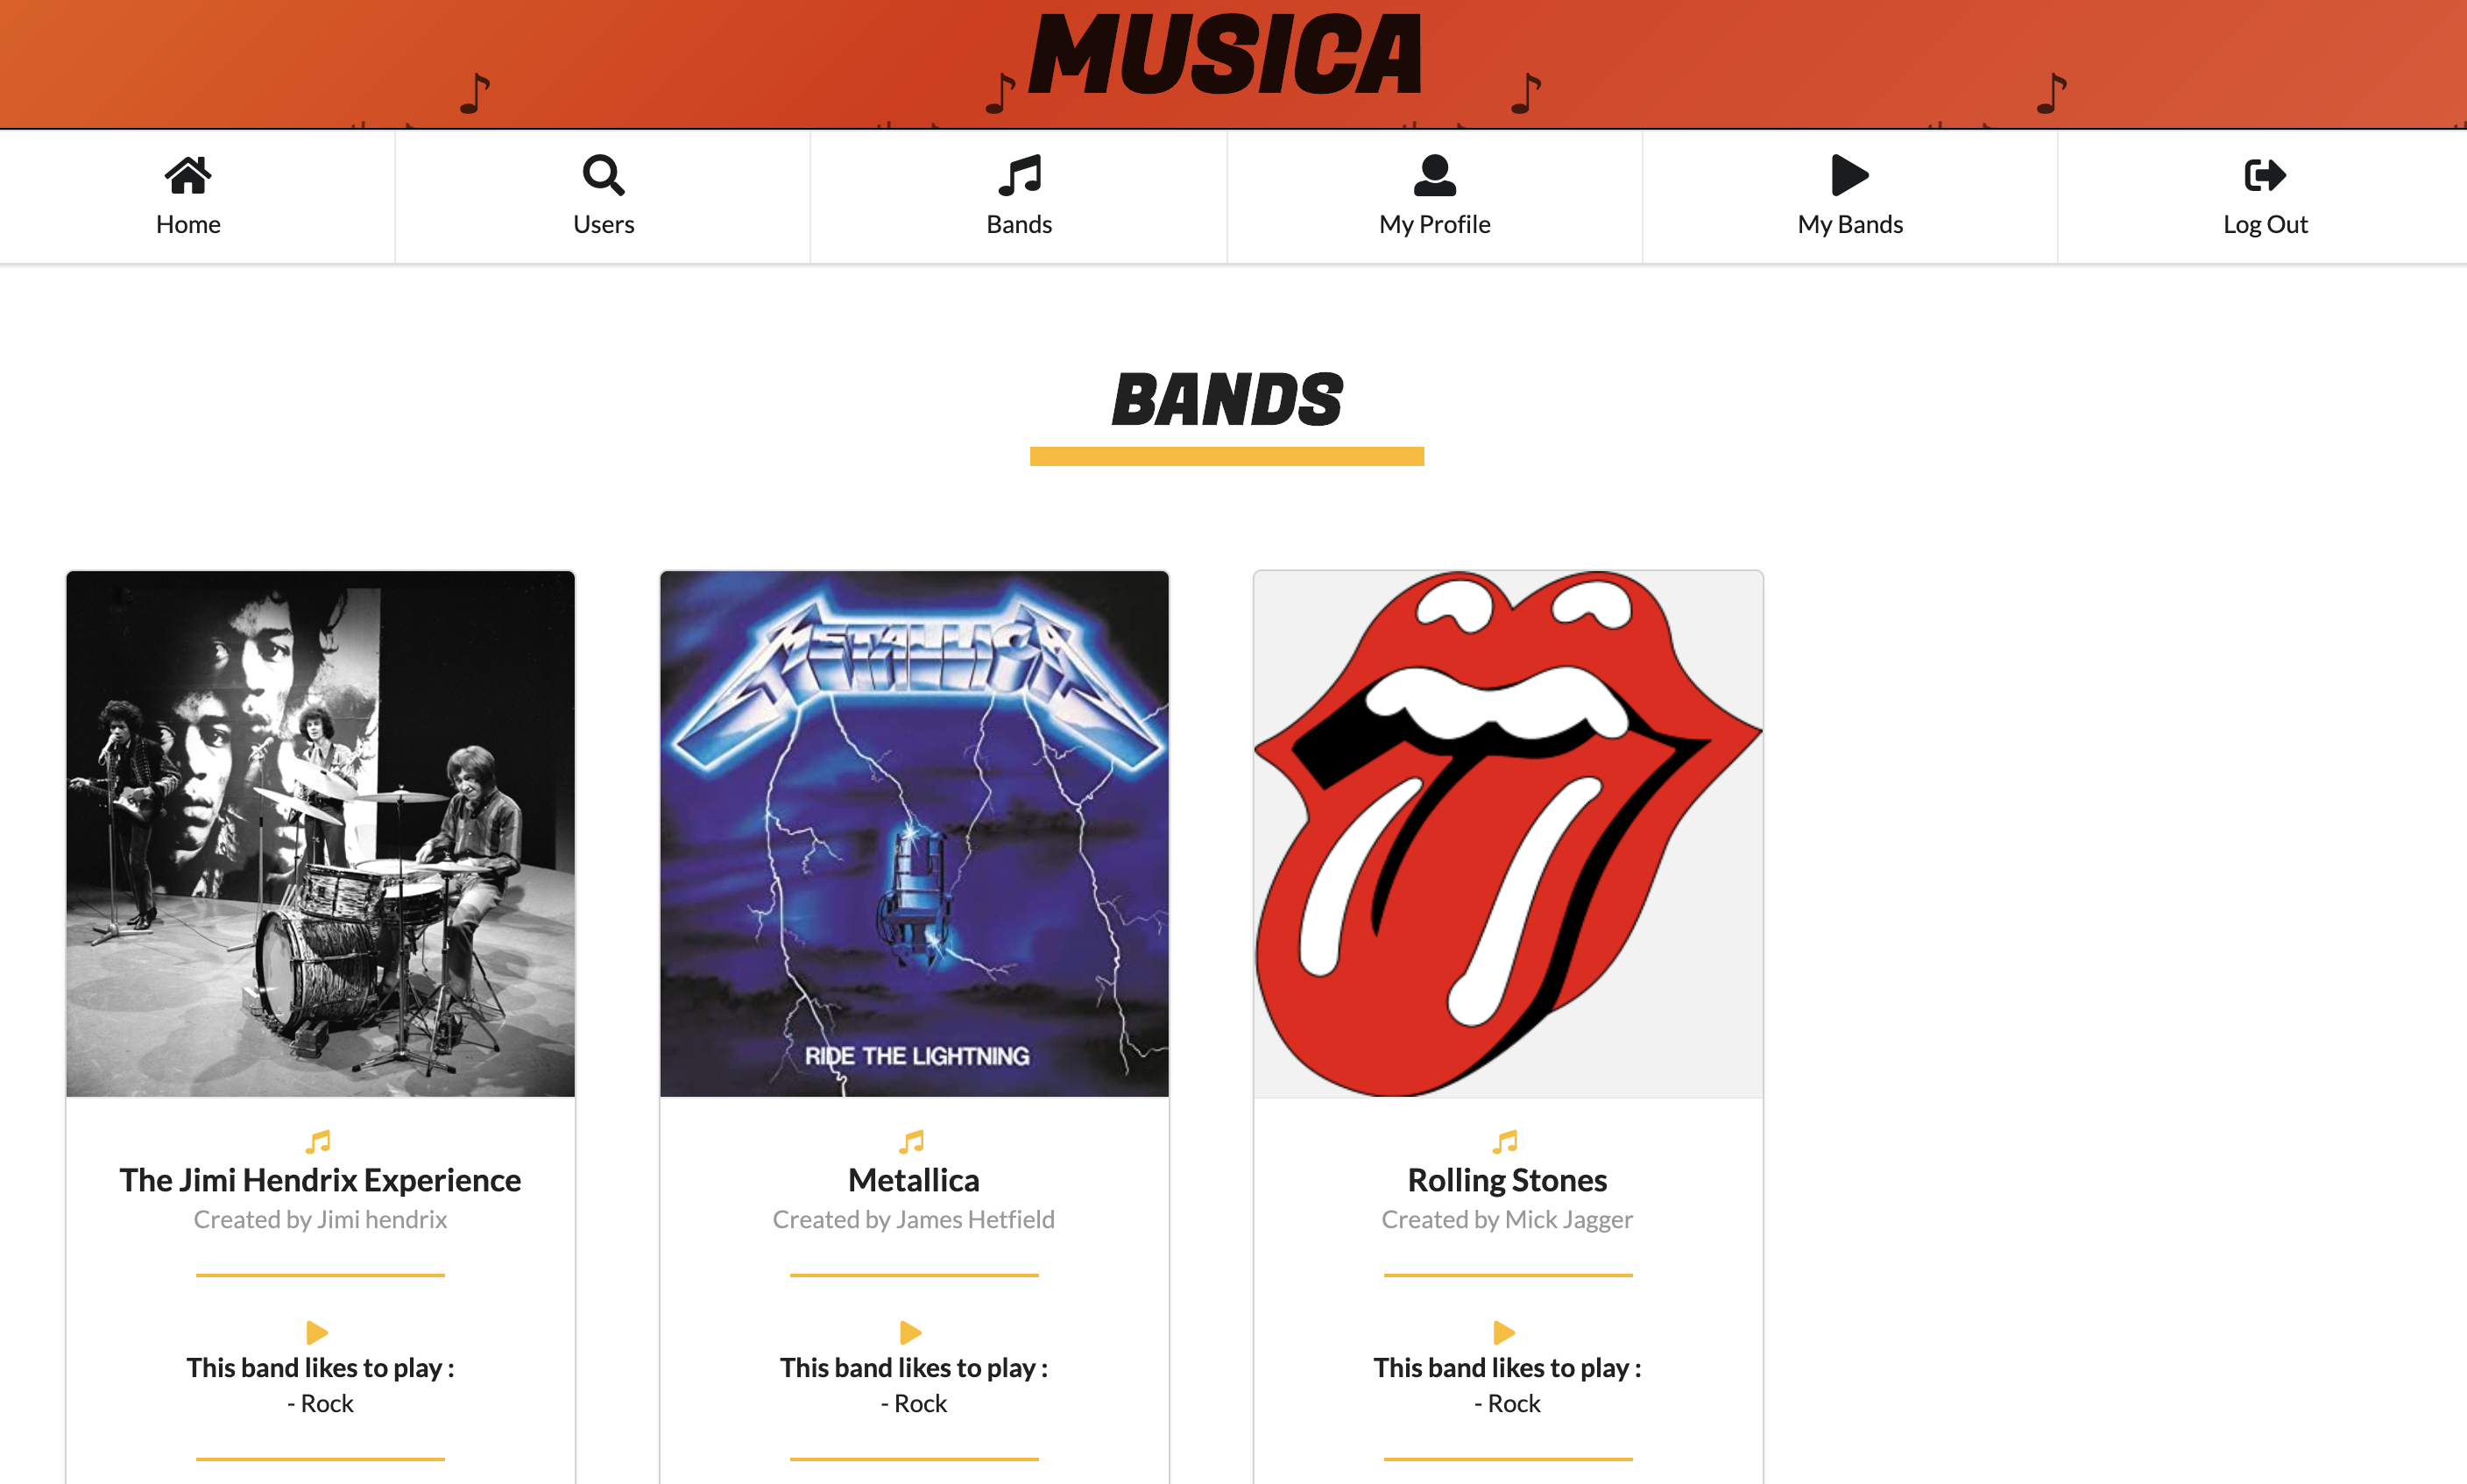 MUSICA
Home
Users
Bands
My Profile
My Bands
Log Out
BANDS
METALLICA
RIDE THE LIGHTNING
The Jimi Hendrix Experience
Created by Jimi hendrix
This band likes to play :
- Rock
Metallica
Created by James Hetfield
This band likes to play :
- Rock
Rolling Stones
Created by Mick Jagger
This band likes to play :
- Rock